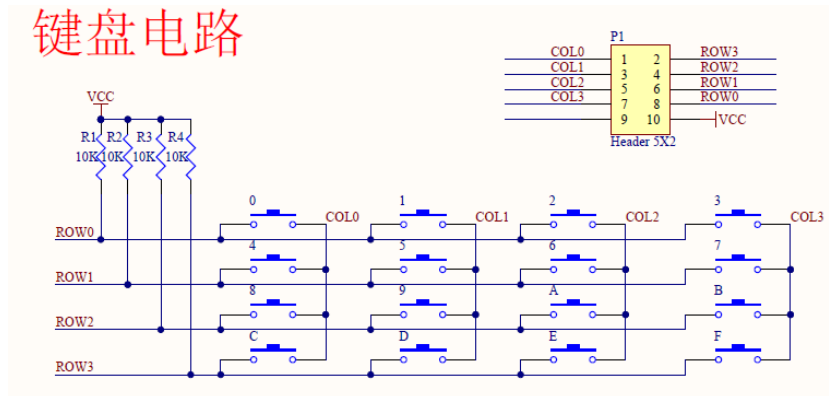 键盘电路
P1
COL0 1 2 ROW3
COL1 3 4 ROW2
COL2 5 6 ROW1
COL3 7 8 ROW0
9 10 VCC
Header 5X2
VCC
R1 R2 R3 R4
10K 10K 10K 10K
0 1 2 3
COL0 COL1 COL2 COL3
ROW0
4 5 6 7
ROW1
8 9 A B
ROW2
C D E F
ROW3